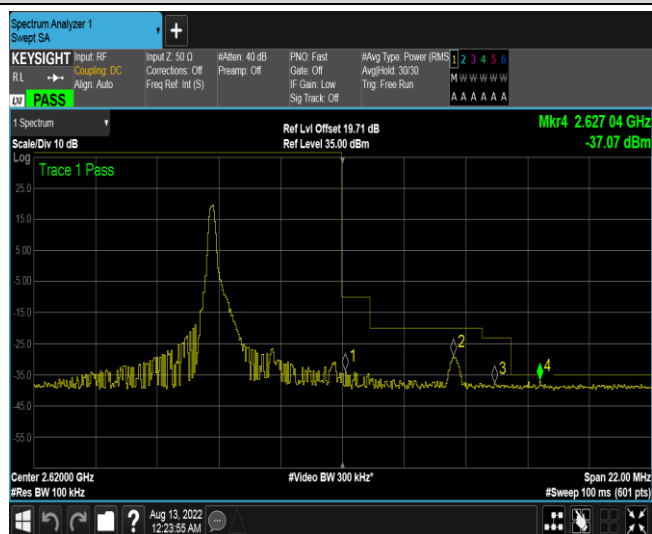 Spectrum Analyzer 1
Swept SA
KEYSIGHT
RL
LXI PASS
Input: RF
Coupling: DC
Align: Auto
Input Z: 50 Ω
Corrections: Off
Freq Ref: Int (S)
#Atten: 40 dB
Preamp: Off
PNO: Fast
Gate: Off
IF Gain: Low
Sig Track: Off
#Avg Type: Power (RMS
Avg|Hold: 30/30
Trig: Free Run
1 2 3 4 5 6
M W W W W W
A A A A A A
1 Spectrum
Scale/Div 10 dB
Ref Lvl Offset 19.71 dB
Ref Level 35.00 dBm
Mkr4 2.627 04 GHz
-37.07 dBm
Log
Trace 1 Pass
25.0
15.0
5.00
-5.00
-15.0
-25.0
-35.0
-45.0
-55.0
1
2
3
4
Center 2.62000 GHz
#Res BW 100 kHz
#Video BW 300 kHz*
Span 22.00 MHz
#Sweep 100 ms (601 pts)
?
Aug 13, 2022
12:23:55 AM